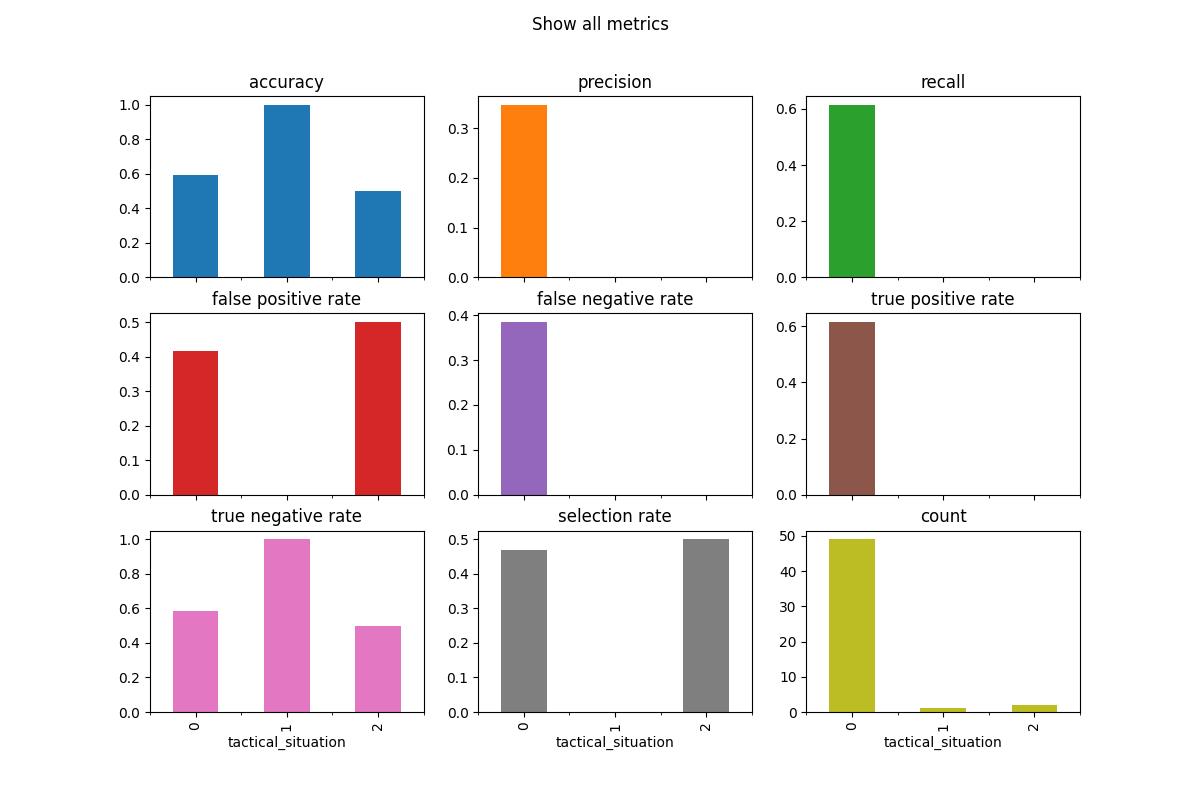 Show all metrics
accuracy
1.0
0.8
0.6
0.4
0.2
0.0
precision
0.3
0.2
0.1
0.0
recall
0.6
0.4
0.2
0.0
false positive rate
0.5
0.4
0.3
0.2
0.1
0.0
false negative rate
0.4
0.3
0.2
0.1
0.0
true positive rate
0.6
0.4
0.2
0.0
true negative rate
1.0
0.8
0.6
0.4
0.2
0.0
0 1 2
tactical_situation
selection rate
0.5
0.4
0.3
0.2
0.1
0.0
0 1 2
tactical_situation
count
50
40
30
20
10
0
0 1 2
tactical_situation